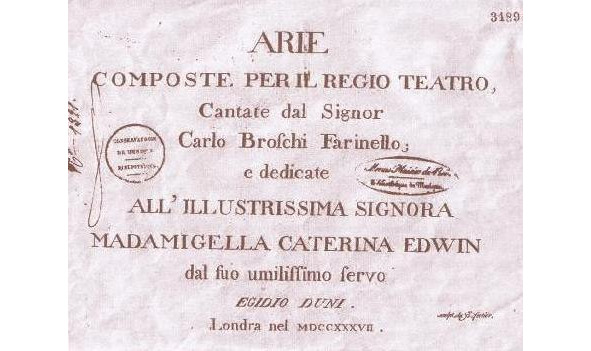 3189
ARIE
COMPOSTE PER IL REGIO TEATRO,
Cantate dal Signor
Carlo Broſchi Farinello;
e dedicate
ALL'ILLUSTRISSIMA SIGNORA
MADAMIGELLA CATERINA EDWIN
dal ſuo umiliſſimo ſervo
EGIDIO DUNI.
Londra nel MDCCXXXVII.